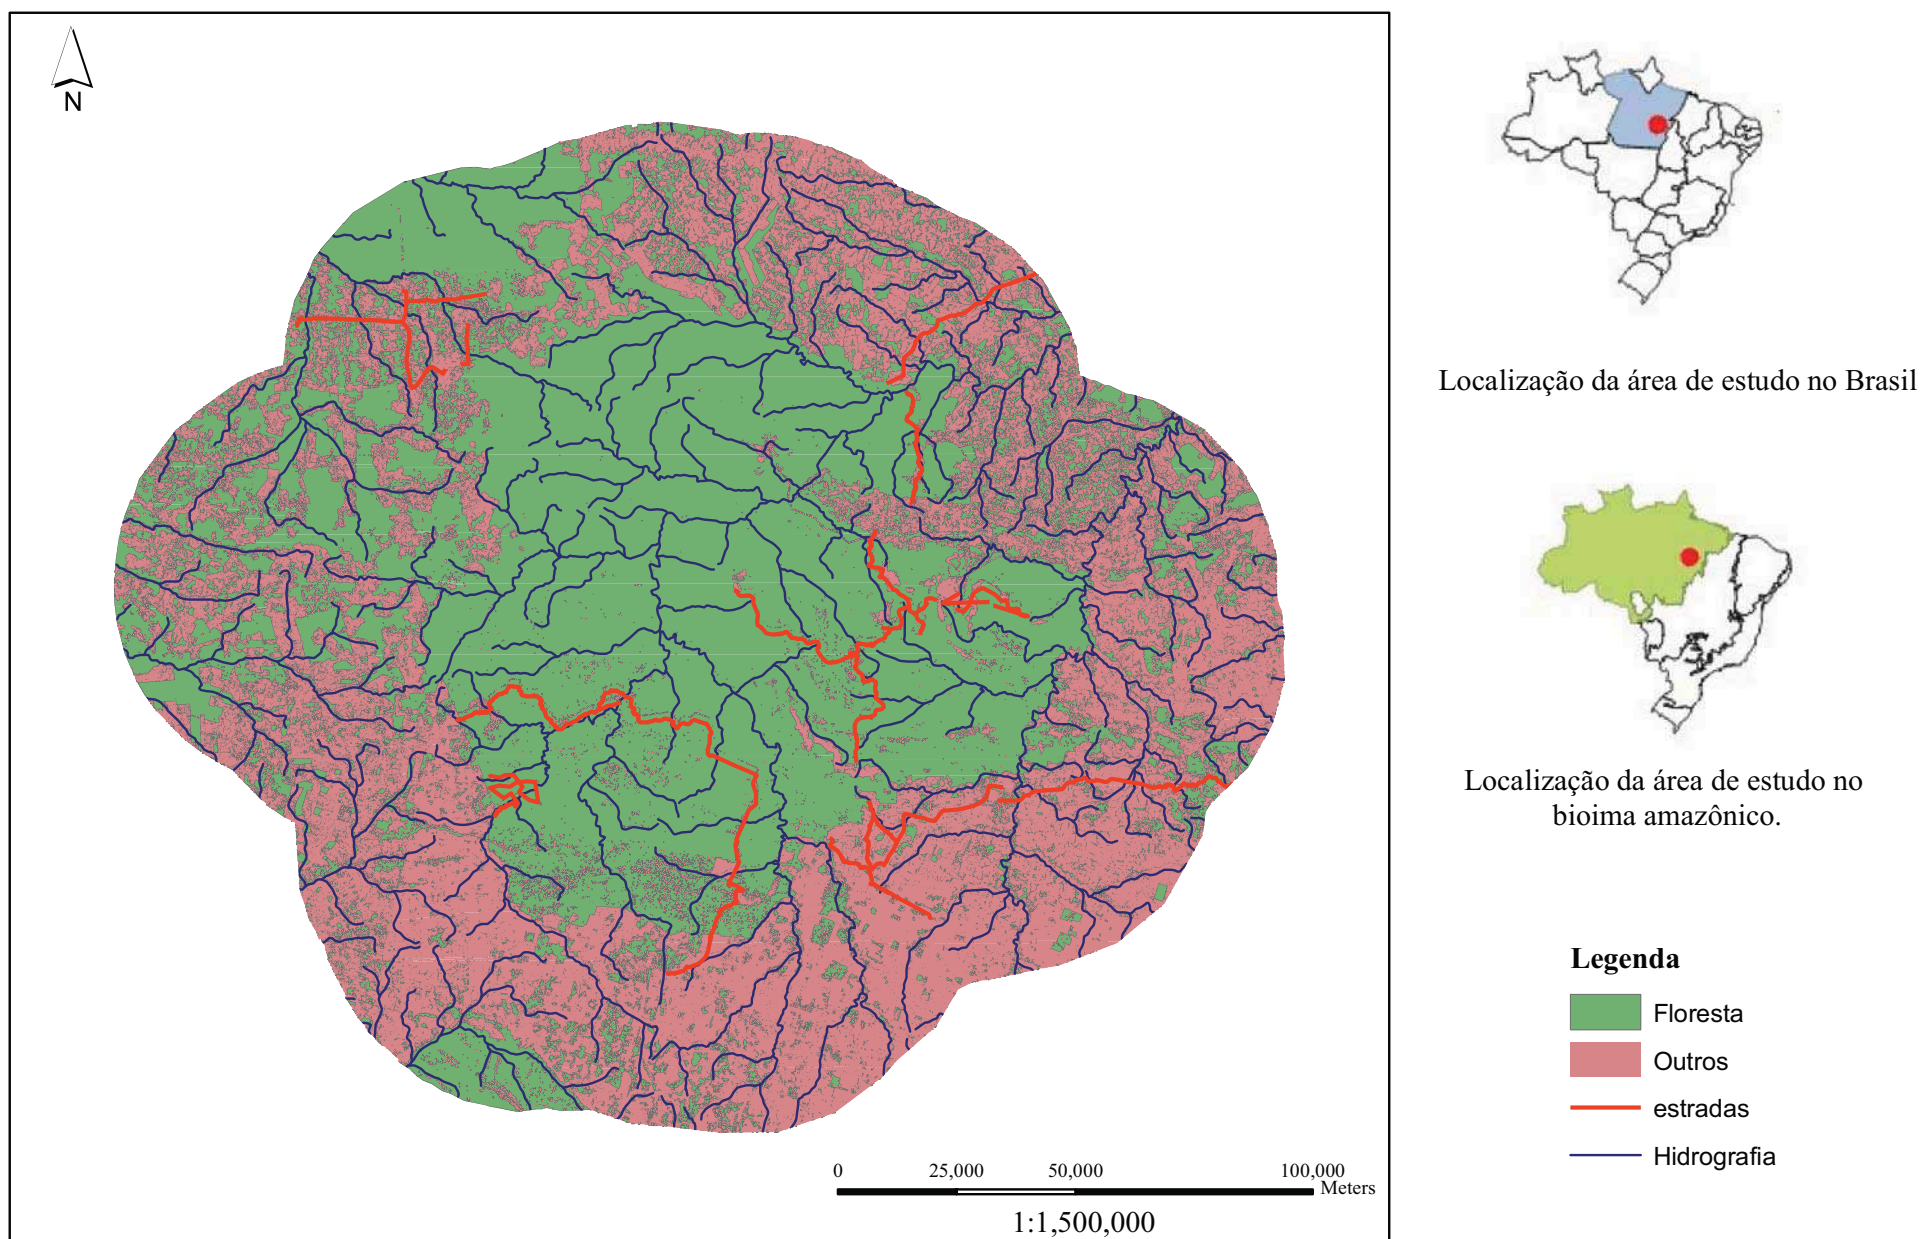 N
Localização da área de estudo no Brasil
Localização da área de estudo no
bioima amazônico.
Legenda
Floresta
Outros
estradas
Hidrografia
0 25,000 50,000 100,000
Meters
1:1,500,000